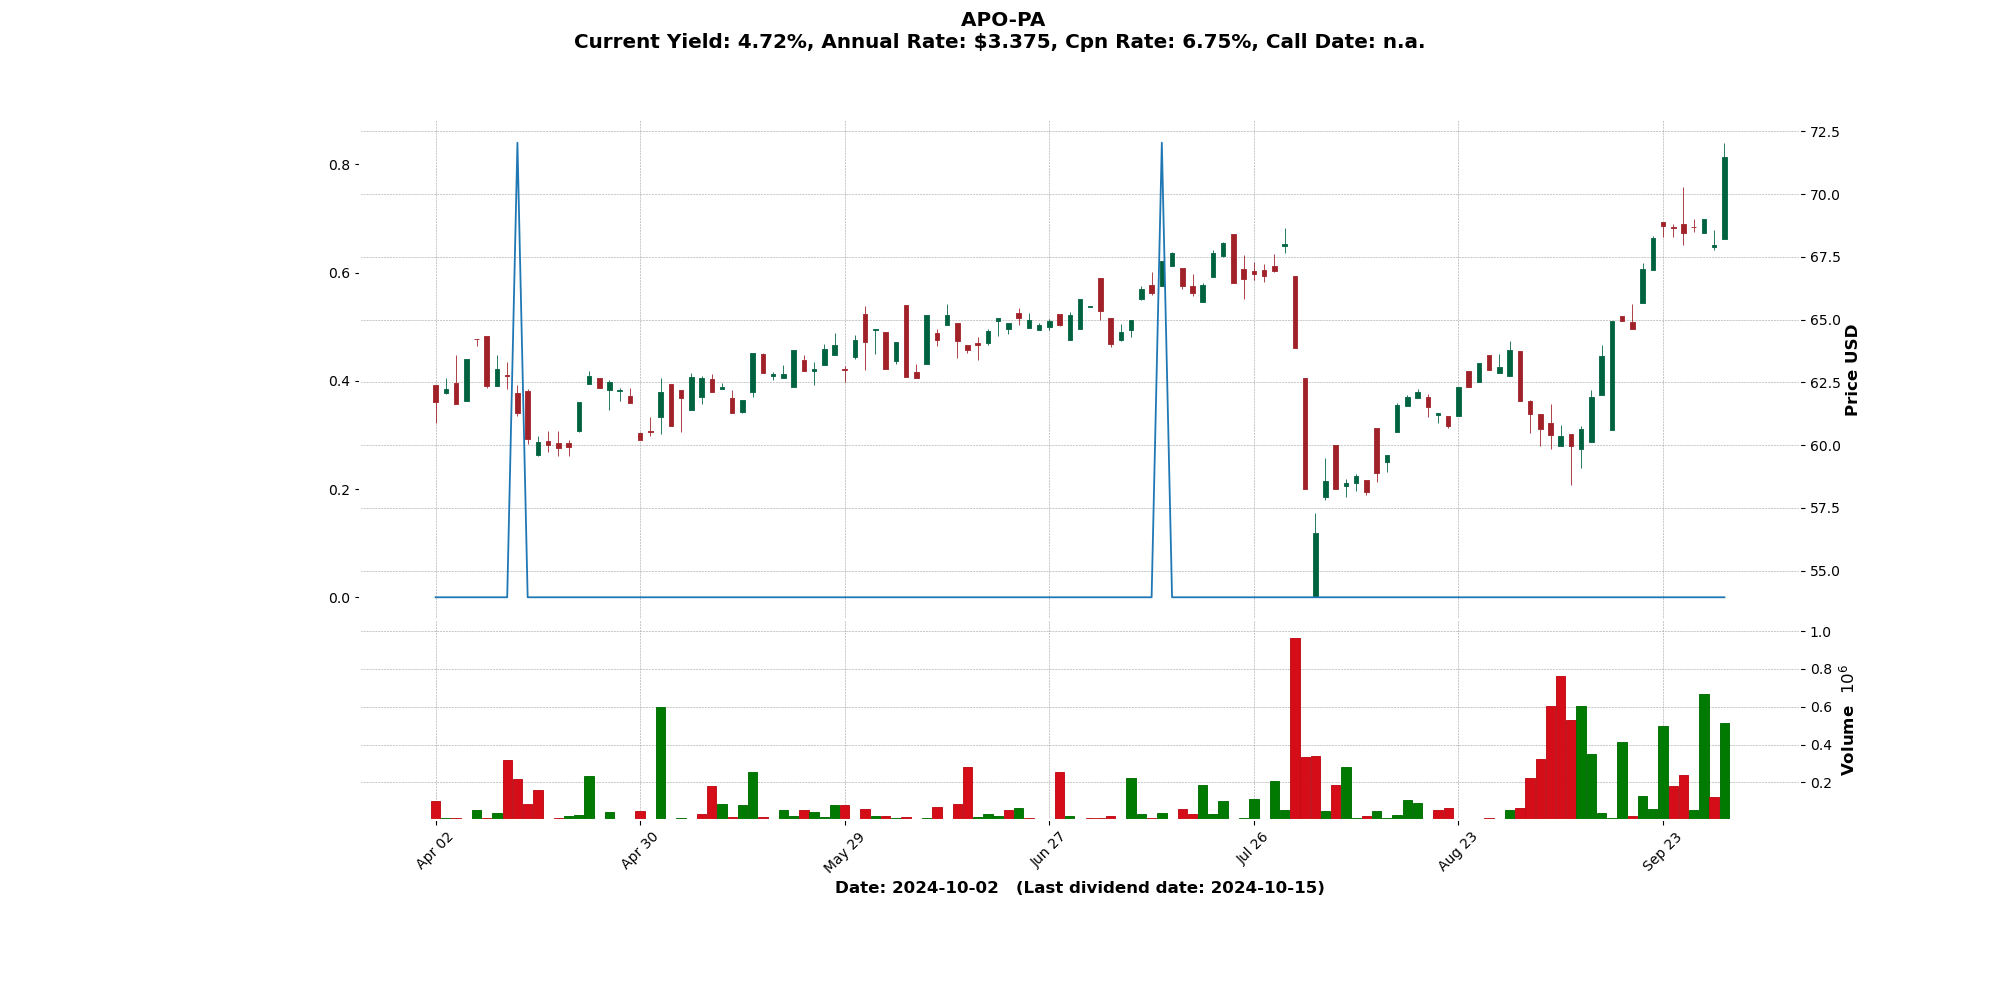 APO-PA
Current Yield: 4.72%, Annual Rate: $3.375, Cpn Rate: 6.75%, Call Date: n.a.
0.8
0.6
0.4
0.2
0.0
72.5
70.0
67.5
65.0
62.5
60.0
57.5
55.0
Price USD
1.0
0.8
0.6
0.4
0.2
Volume 10^6
Apr 02
Apr 30
May 29
Jun 27
Jul 26
Aug 23
Sep 23
Date: 2024-10-02 (Last dividend date: 2024-10-15)